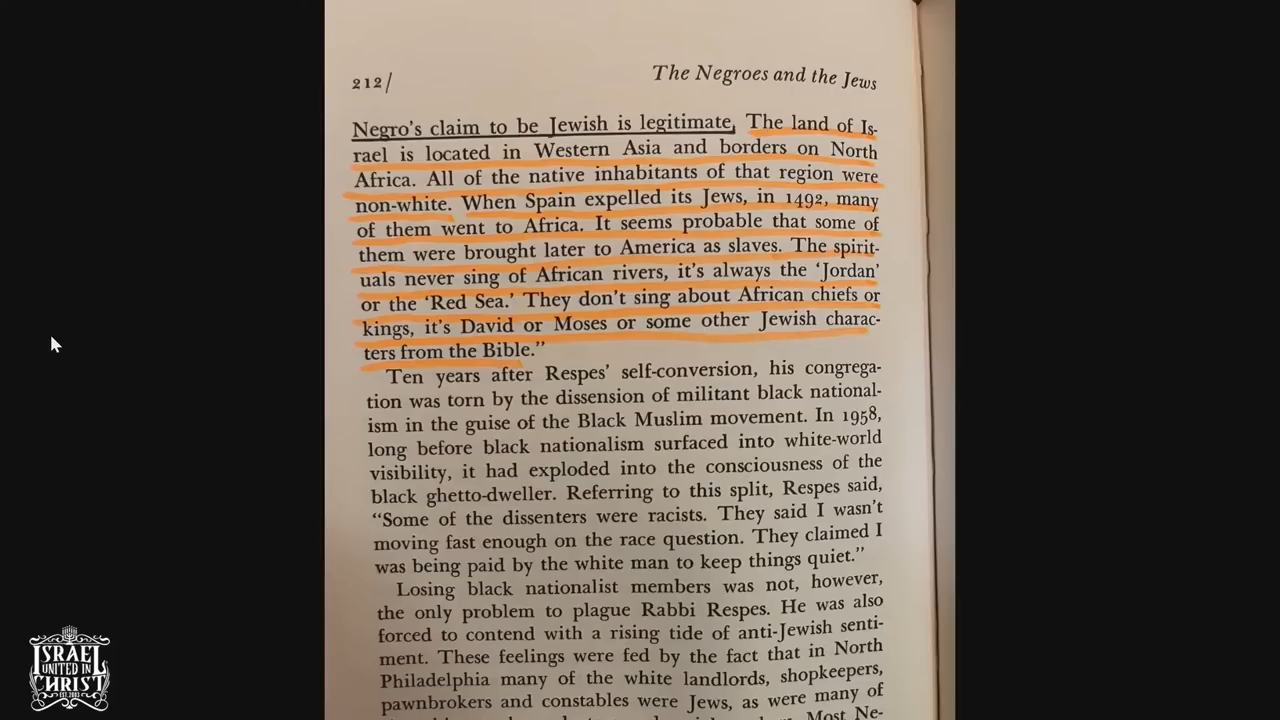 212/
The Negroes and the Jews
Negro's claim to be Jewish is legitimate, The land of Is-
rael is located in Western Asia and borders on North
Africa. All of the native inhabitants of that region were
non-white. When Spain expelled its Jews, in 1492, many
of them went to Africa. It seems probable that some of
them were brought later to America as slaves. The spirit-
uals never sing of African rivers, it's always the 'Jordan'
or the 'Red Sea.' They don't sing about African chiefs or
kings, it's David or Moses or some other Jewish charac-
ters from the Bible."
Ten years after Respes' self-conversion, his congrega-
tion was torn by the dissension of militant black national-
ism in the guise of the Black Muslim movement. In 1958,
long before black nationalism surfaced into white-world
visibility, it had exploded into the consciousness of the
black ghetto-dweller. Referring to this split, Respes said,
"Some of the dissenters were racists. They said I wasn't
moving fast enough on the race question. They claimed I
was being paid by the white man to keep things quiet."
Losing black nationalist members was not, however,
the only problem to plague Rabbi Respes. He was also
forced to contend with a rising tide of anti-Jewish senti-
ment. These feelings were fed by the fact that in North
Philadelphia many of the white landlords, shopkeepers,
pawnbrokers and constables were Jews, as were many of
Most Ne-
ISRAEL
UNITED IN
CHRIST
EST. 2003